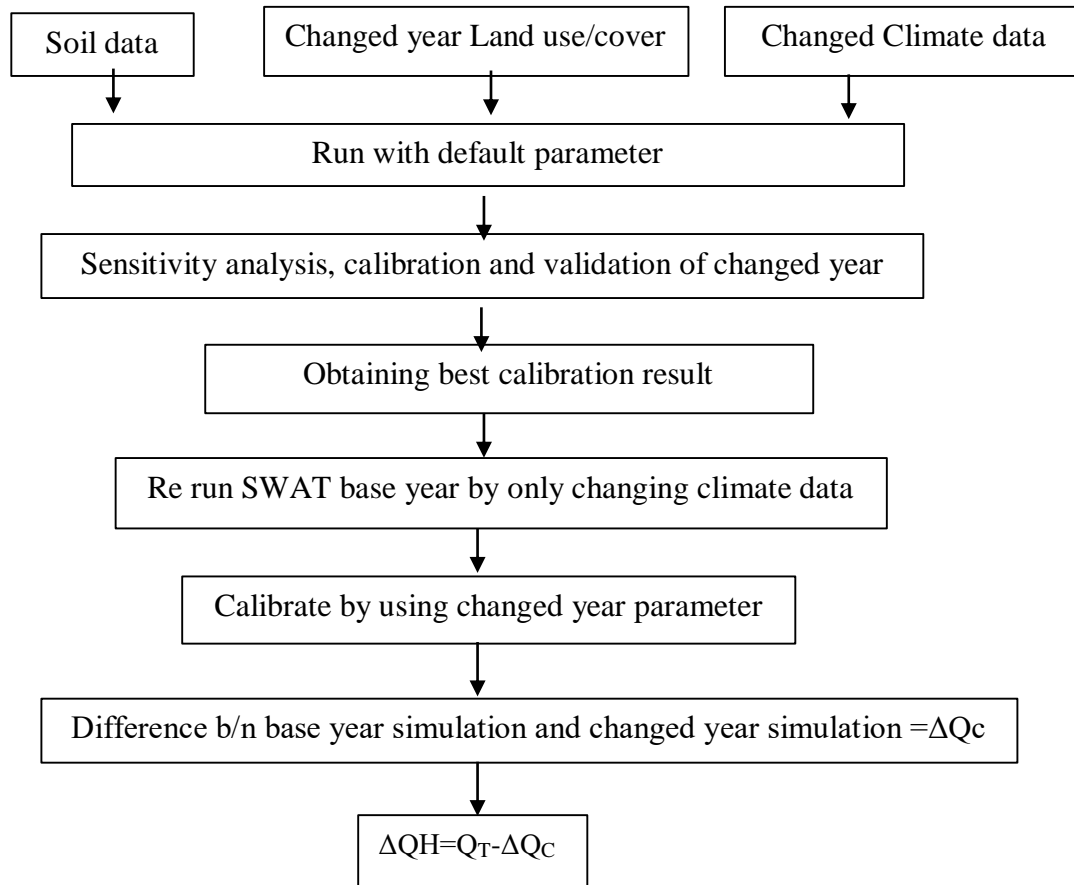 Soil data
Changed year Land use/cover
Changed Climate data
Run with default parameter
Sensitivity analysis, calibration and validation of changed year
Obtaining best calibration result
Re run SWAT base year by only changing climate data
Calibrate by using changed year parameter
Difference b/n base year simulation and changed year simulation =ΔQc
ΔQH=QT-ΔQC